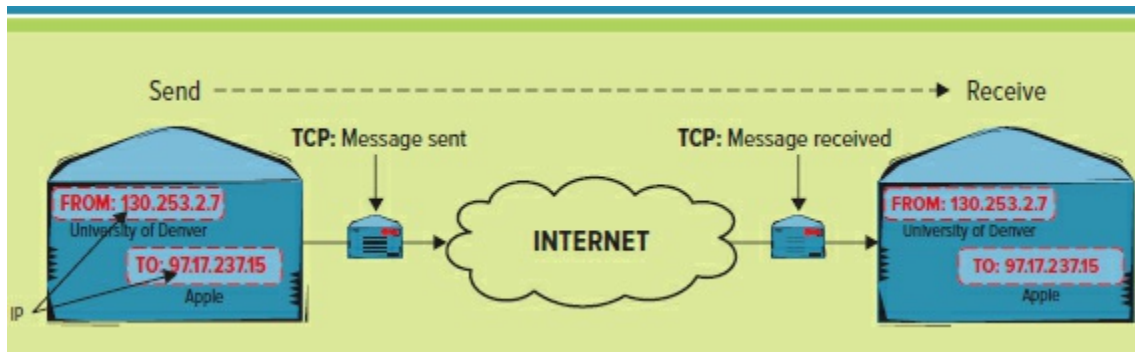 Send
Receive
TCP: Message sent
TCP: Message received
FROM: 130.253.2.7
University of Denver
TO: 97.17.237.15
Apple
IP
INTERNET
FROM: 130.253.2.7
University of Denver
TO: 97.17.237.15
Apple